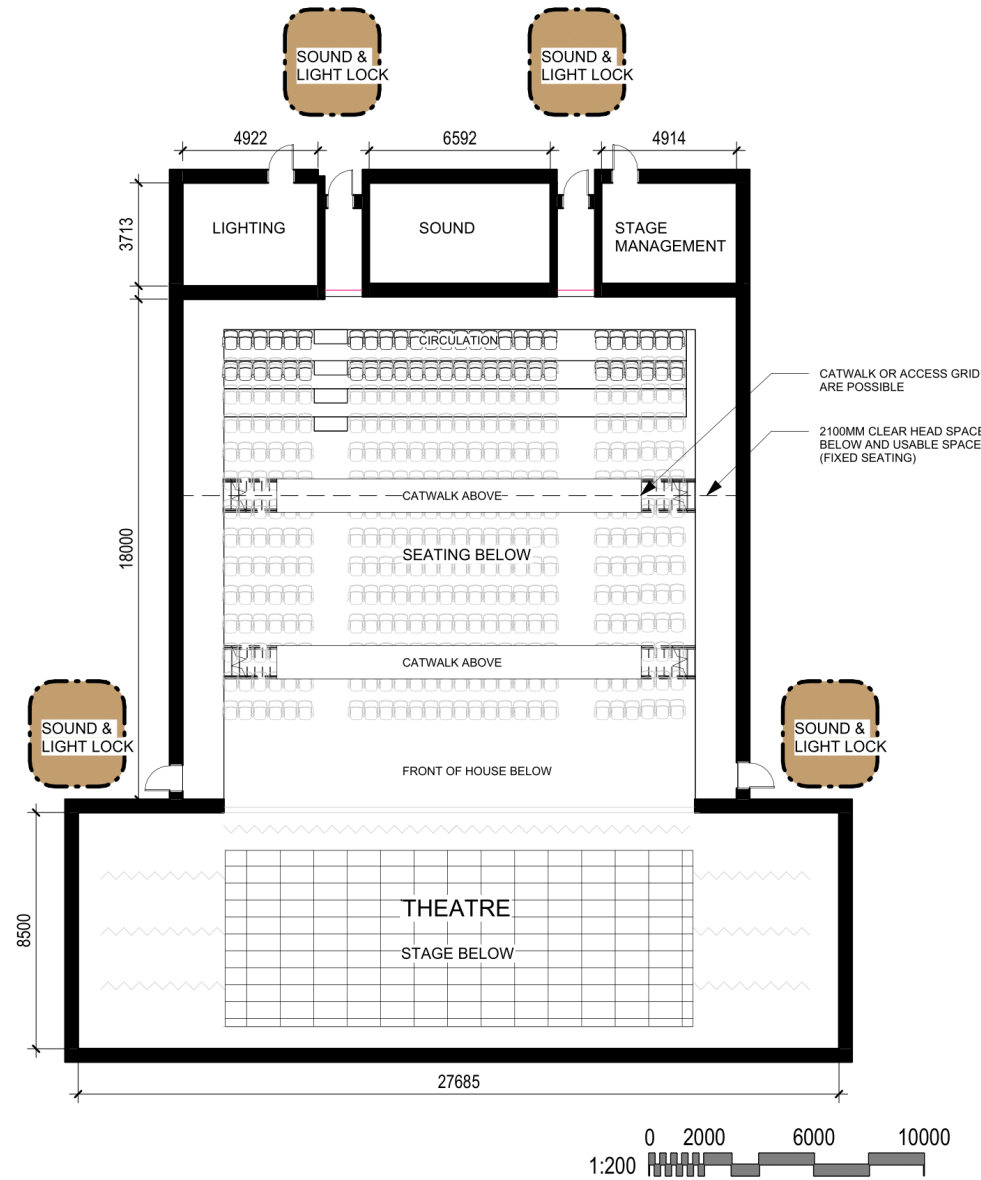 SOUND &
LIGHT LOCK
SOUND &
LIGHT LOCK
4922
6592
4914
3713
LIGHTING
SOUND
STAGE
MANAGEMENT
CIRCULATION
CATWALK OR ACCESS GRID
ARE POSSIBLE
2100MM CLEAR HEAD SPACE
BELOW AND USABLE SPACE
(FIXED SEATING)
CATWALK ABOVE
18000
SEATING BELOW
CATWALK ABOVE
SOUND &
LIGHT LOCK
SOUND &
LIGHT LOCK
FRONT OF HOUSE BELOW
8500
THEATRE
STAGE BELOW
27685
0 2000 6000 10000
1:200